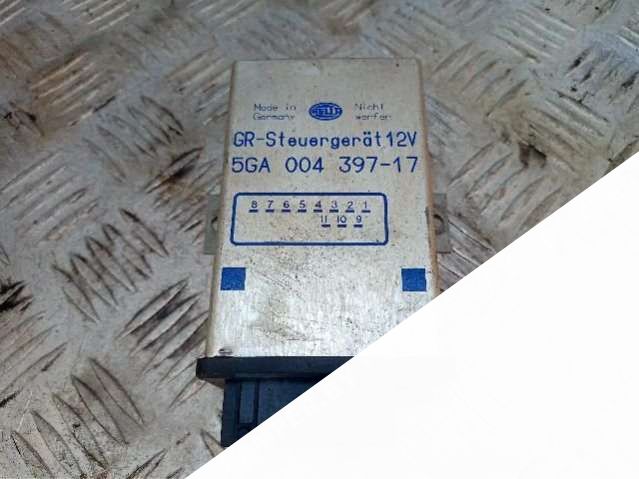 Made in Germany HELLA Nicht werfen
GR-Steuergerät 12V
5GA 004 397-17
8 7 6 5 4 3 2 1
11 10 9